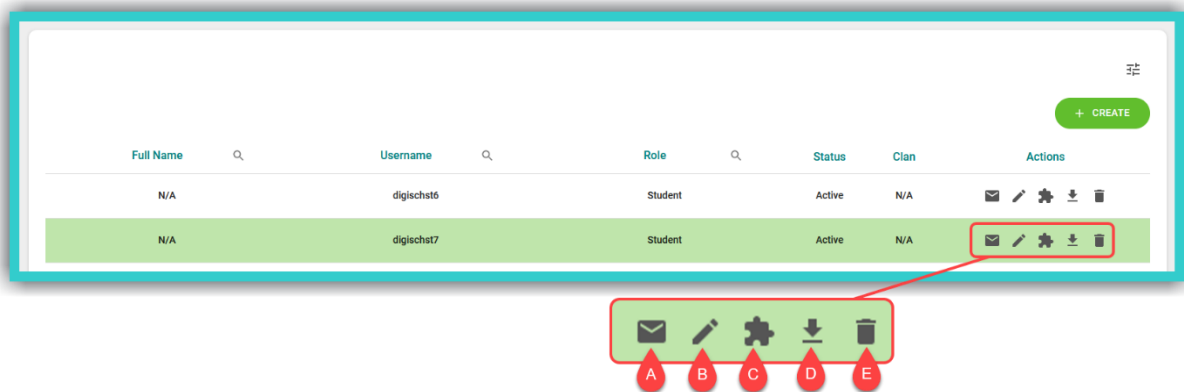 + CREATE
Full Name Username Role Status Clan Actions
N/A digischst6 Student Active N/A
N/A digischst7 Student Active N/A
A B C D E